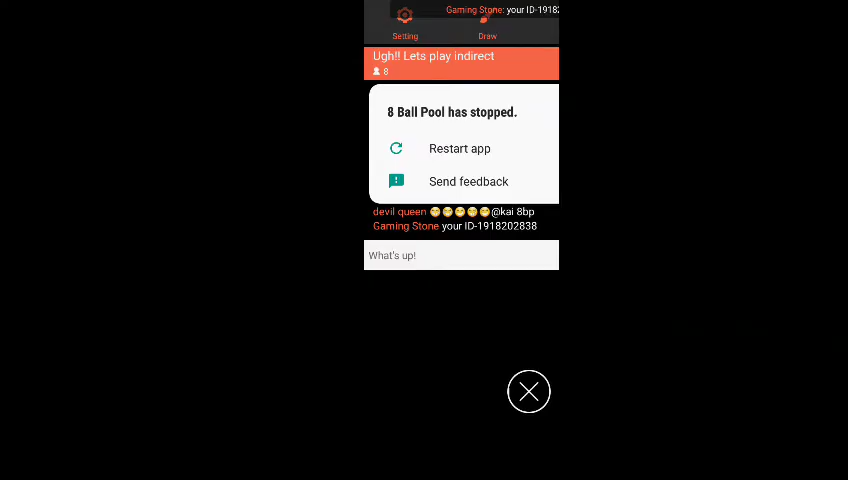 Gaming Stone: your ID-1918
Setting
Draw
Ugh!! Lets play indirect
8
8 Ball Pool has stopped.
Restart app
Send feedback
devil queen 😁😁😁😁😁@kai 8bp
Gaming Stone your ID-1918202838
What's up!